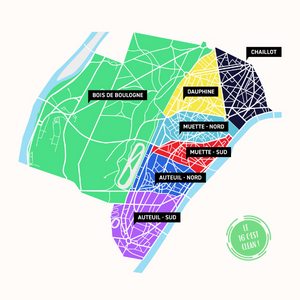 CHAILLOT
DAUPHINE
BOIS DE BOULOGNE
MUETTE - NORD
MUETTE - SUD
AUTEUIL - NORD
AUTEUIL - SUD
LE
16 C'EST
CLEAN !